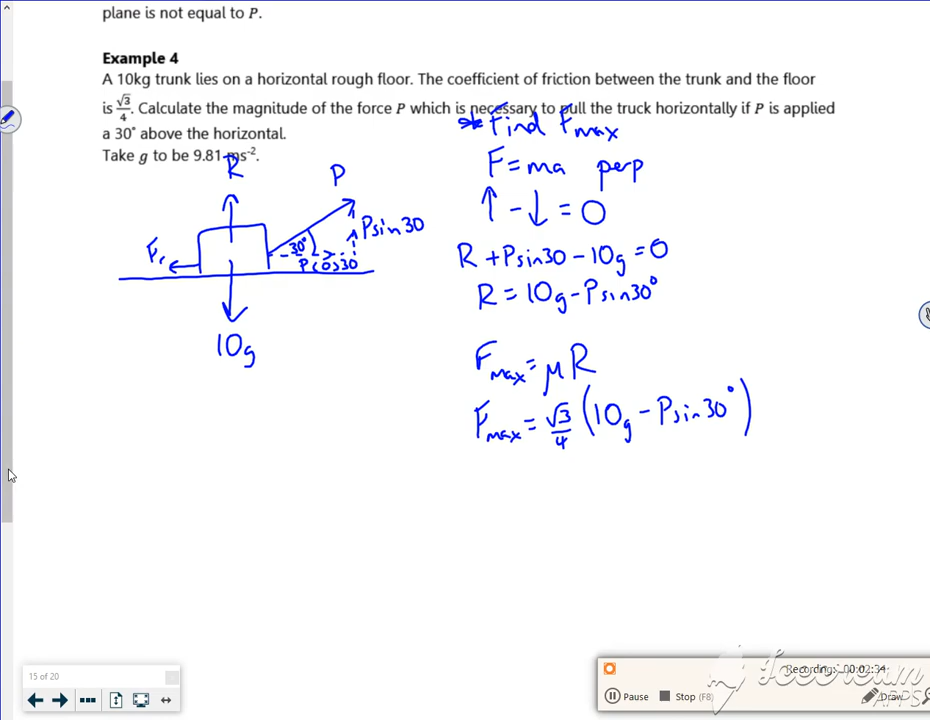 plane is not equal to P.
Example 4
A 10kg trunk lies on a horizontal rough floor. The coefficient of friction between the trunk and the floor
is √3/4. Calculate the magnitude of the force P which is necessary to pull the truck horizontally if P is applied
a 30° above the horizontal.
Take g to be 9.81 ms⁻².
* Find Fmax
F=ma perp
↑ - ↓ = 0
R + Psin30 - 10g = 0
R = 10g - Psin30°
Fmax = μR
Fmax = √3/4 (10g - Psin30°)
R
P
Psin30
30°
Pcos30
Fr
10g
15 of 20
Recording: 00:02:34
Pause
Stop (F8)
Draw
Icecream
APPS